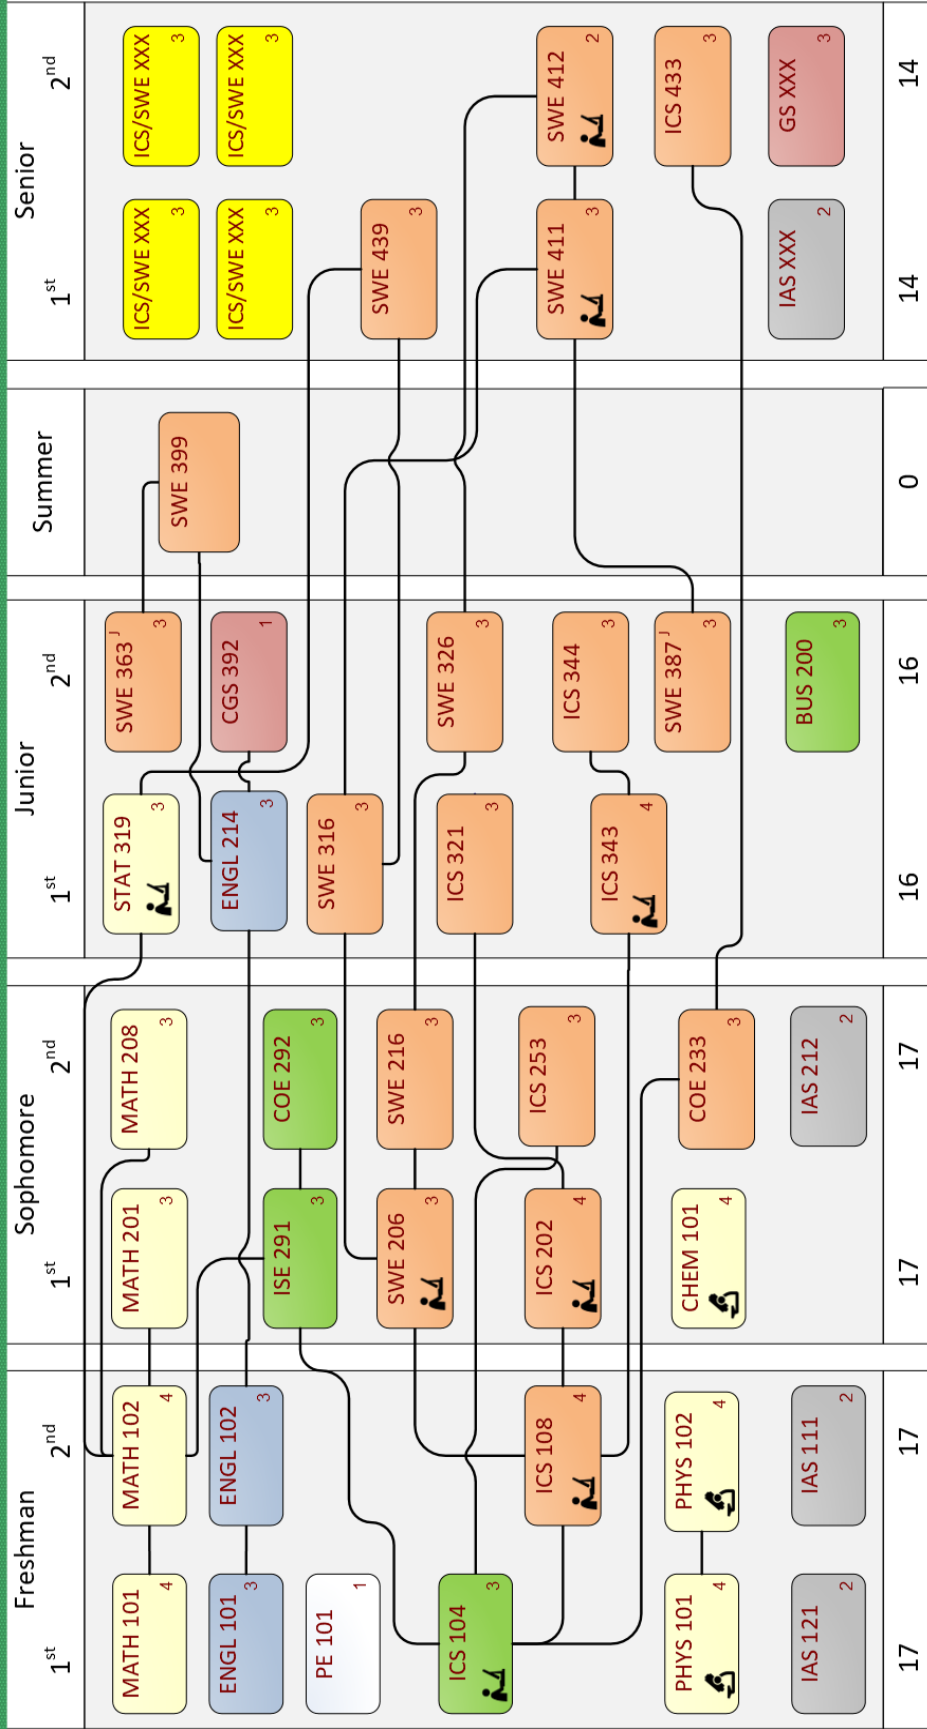 Freshman
Sophomore
Junior
Summer
Senior
1st
2nd
1st
2nd
1st
2nd
1st
2nd
MATH 101
4
ENGL 101
3
PE 101
1
ICS 104
3
PHYS 101
4
IAS 121
2
17
MATH 102
4
ENGL 102
3
ICS 108
4
PHYS 102
4
IAS 111
2
17
MATH 201
3
ISE 291
3
SWE 206
3
ICS 202
4
CHEM 101
4
17
MATH 208
3
COE 292
3
SWE 216
3
ICS 253
3
COE 233
3
IAS 212
2
17
STAT 319
3
ENGL 214
3
SWE 316
3
ICS 321
3
ICS 343
4
16
SWE 363 J
3
CGS 392
1
SWE 326
3
ICS 344
3
SWE 387 J
3
BUS 200
3
16
SWE 399
0
ICS/SWE XXX
3
ICS/SWE XXX
3
SWE 439
3
SWE 411
3
IAS XXX
2
14
ICS/SWE XXX
3
ICS/SWE XXX
3
SWE 412
2
ICS 433
3
GS XXX
3
14